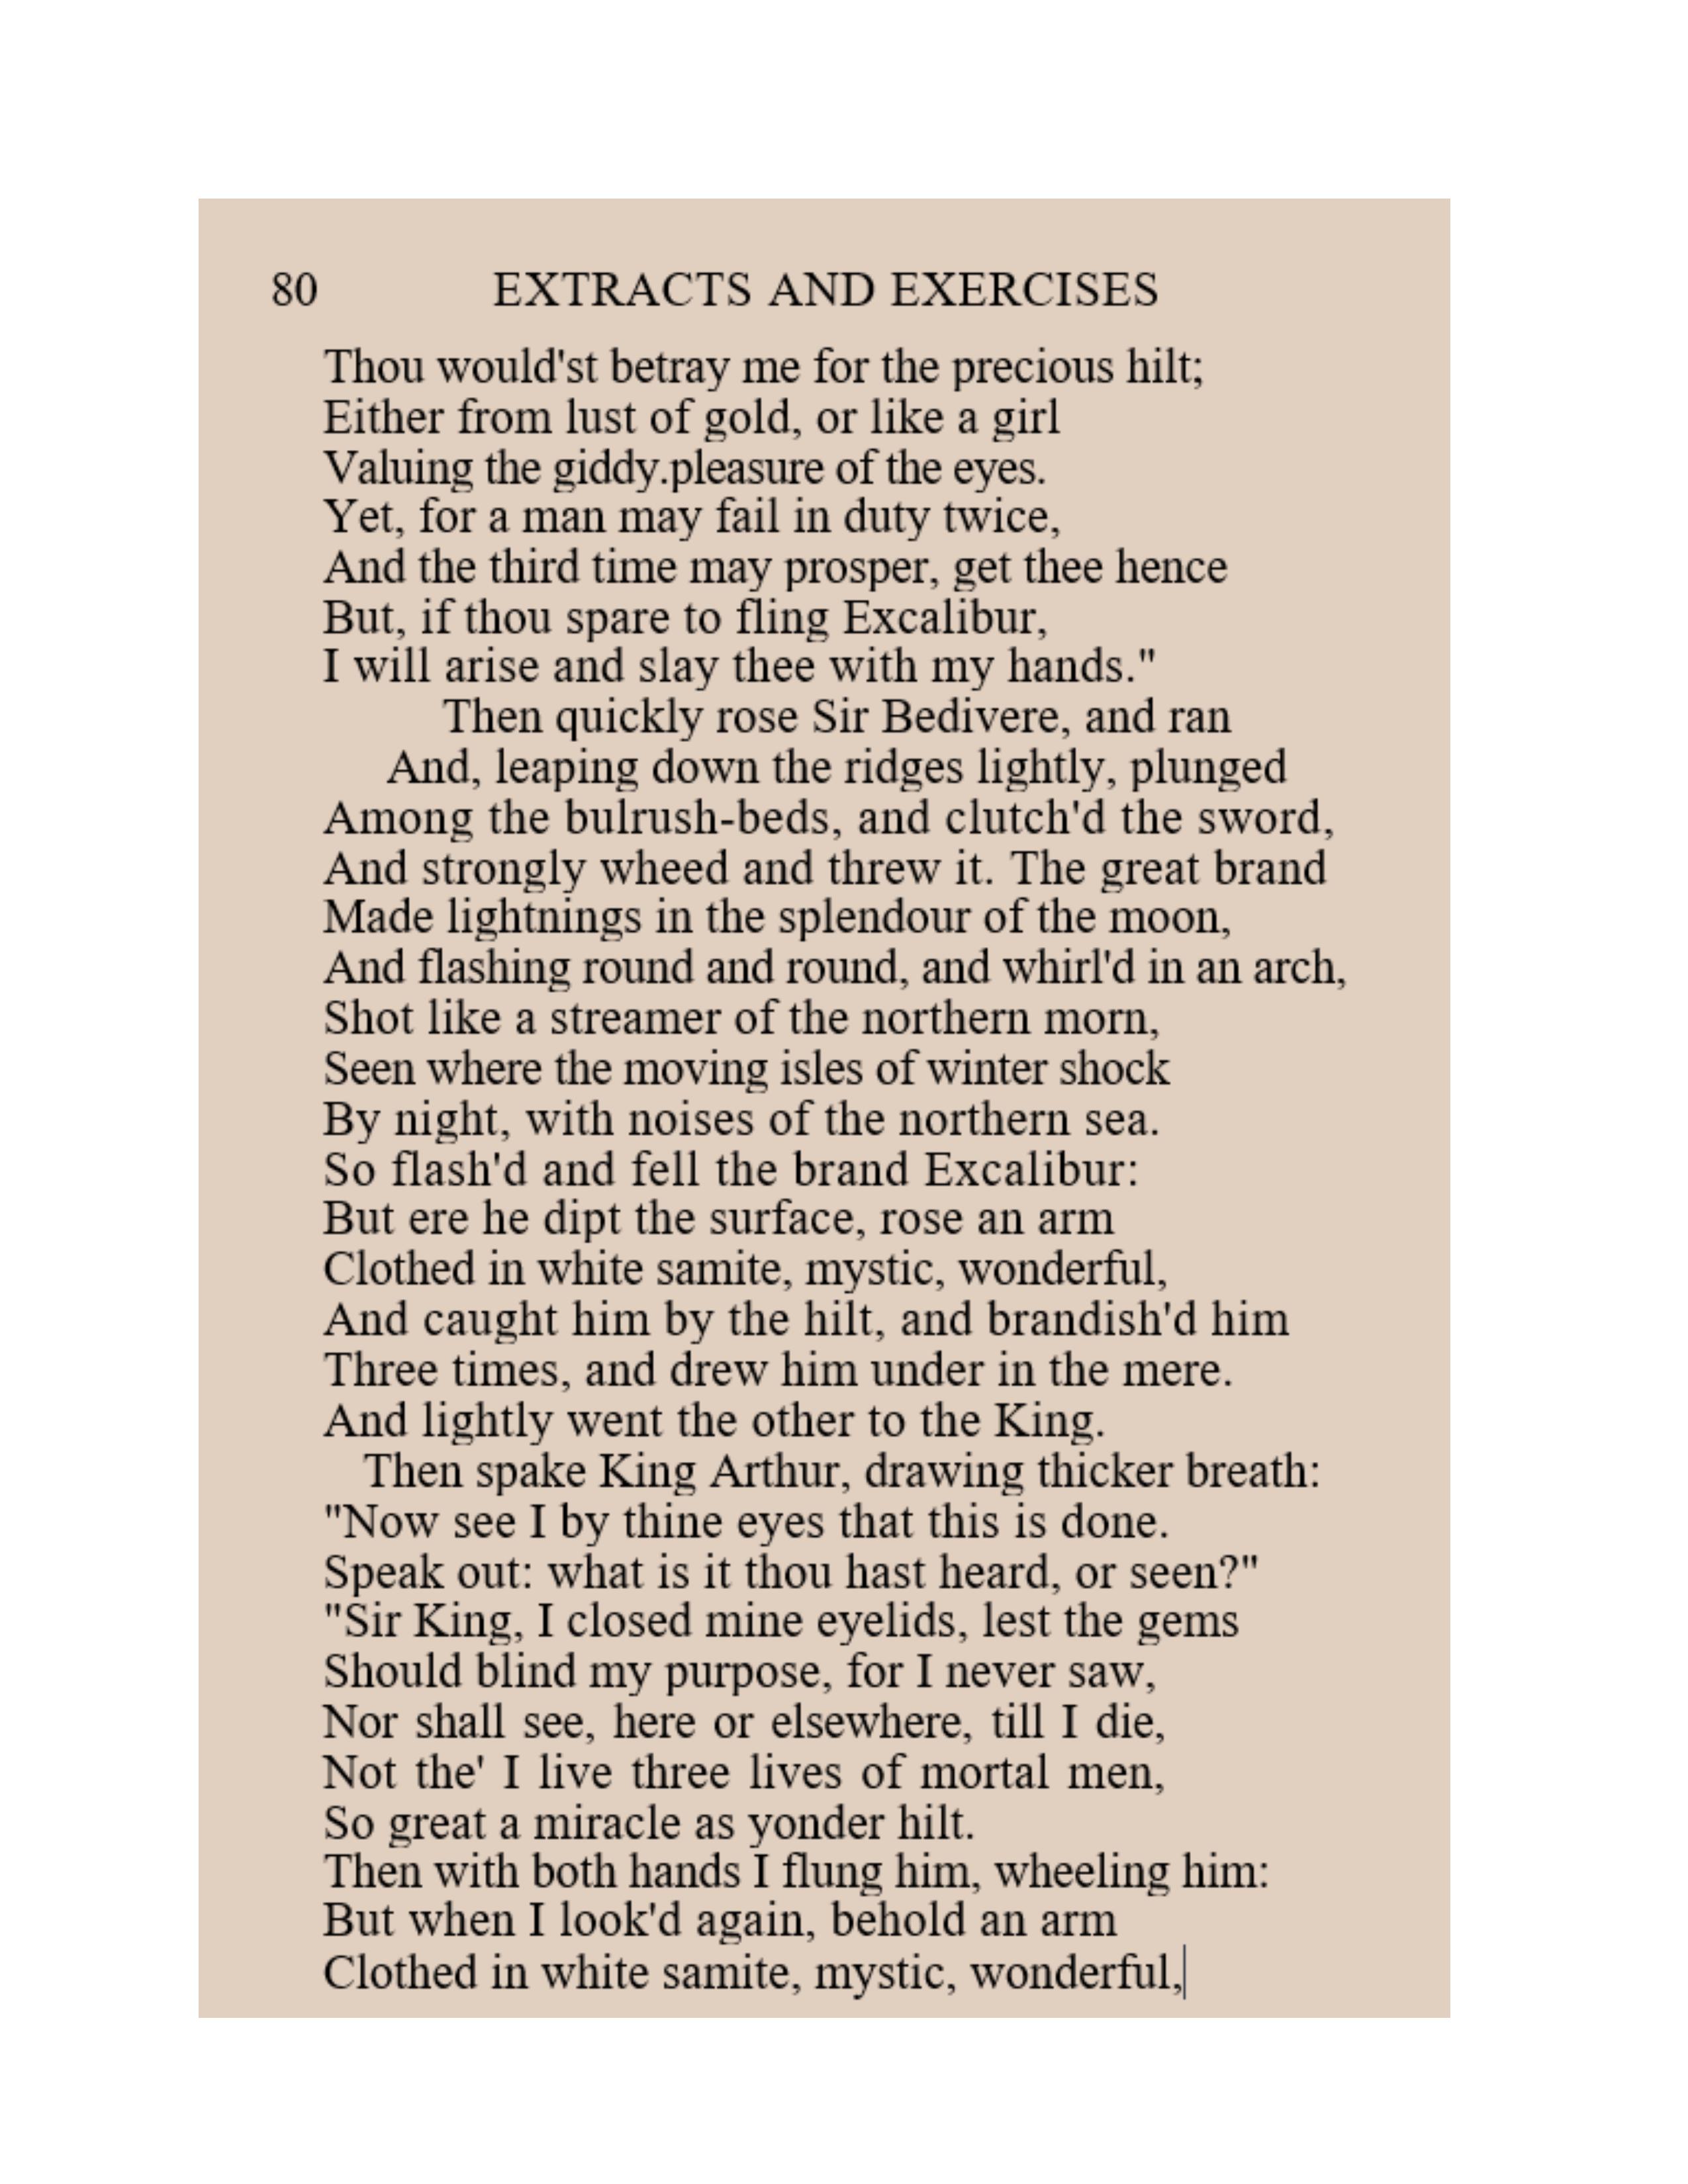 80 EXTRACTS AND EXERCISES
Thou would'st betray me for the precious hilt;
Either from lust of gold, or like a girl
Valuing the giddy.pleasure of the eyes.
Yet, for a man may fail in duty twice,
And the third time may prosper, get thee hence
But, if thou spare to fling Excalibur,
I will arise and slay thee with my hands."
Then quickly rose Sir Bedivere, and ran
And, leaping down the ridges lightly, plunged
Among the bulrush-beds, and clutch'd the sword,
And strongly wheed and threw it. The great brand
Made lightnings in the splendour of the moon,
And flashing round and round, and whirl'd in an arch,
Shot like a streamer of the northern morn,
Seen where the moving isles of winter shock
By night, with noises of the northern sea.
So flash'd and fell the brand Excalibur:
But ere he dipt the surface, rose an arm
Clothed in white samite, mystic, wonderful,
And caught him by the hilt, and brandish'd him
Three times, and drew him under in the mere.
And lightly went the other to the King.
Then spake King Arthur, drawing thicker breath:
"Now see I by thine eyes that this is done.
Speak out: what is it thou hast heard, or seen?"
"Sir King, I closed mine eyelids, lest the gems
Should blind my purpose, for I never saw,
Nor shall see, here or elsewhere, till I die,
Not the' I live three lives of mortal men,
So great a miracle as yonder hilt.
Then with both hands I flung him, wheeling him:
But when I look'd again, behold an arm
Clothed in white samite, mystic, wonderful,